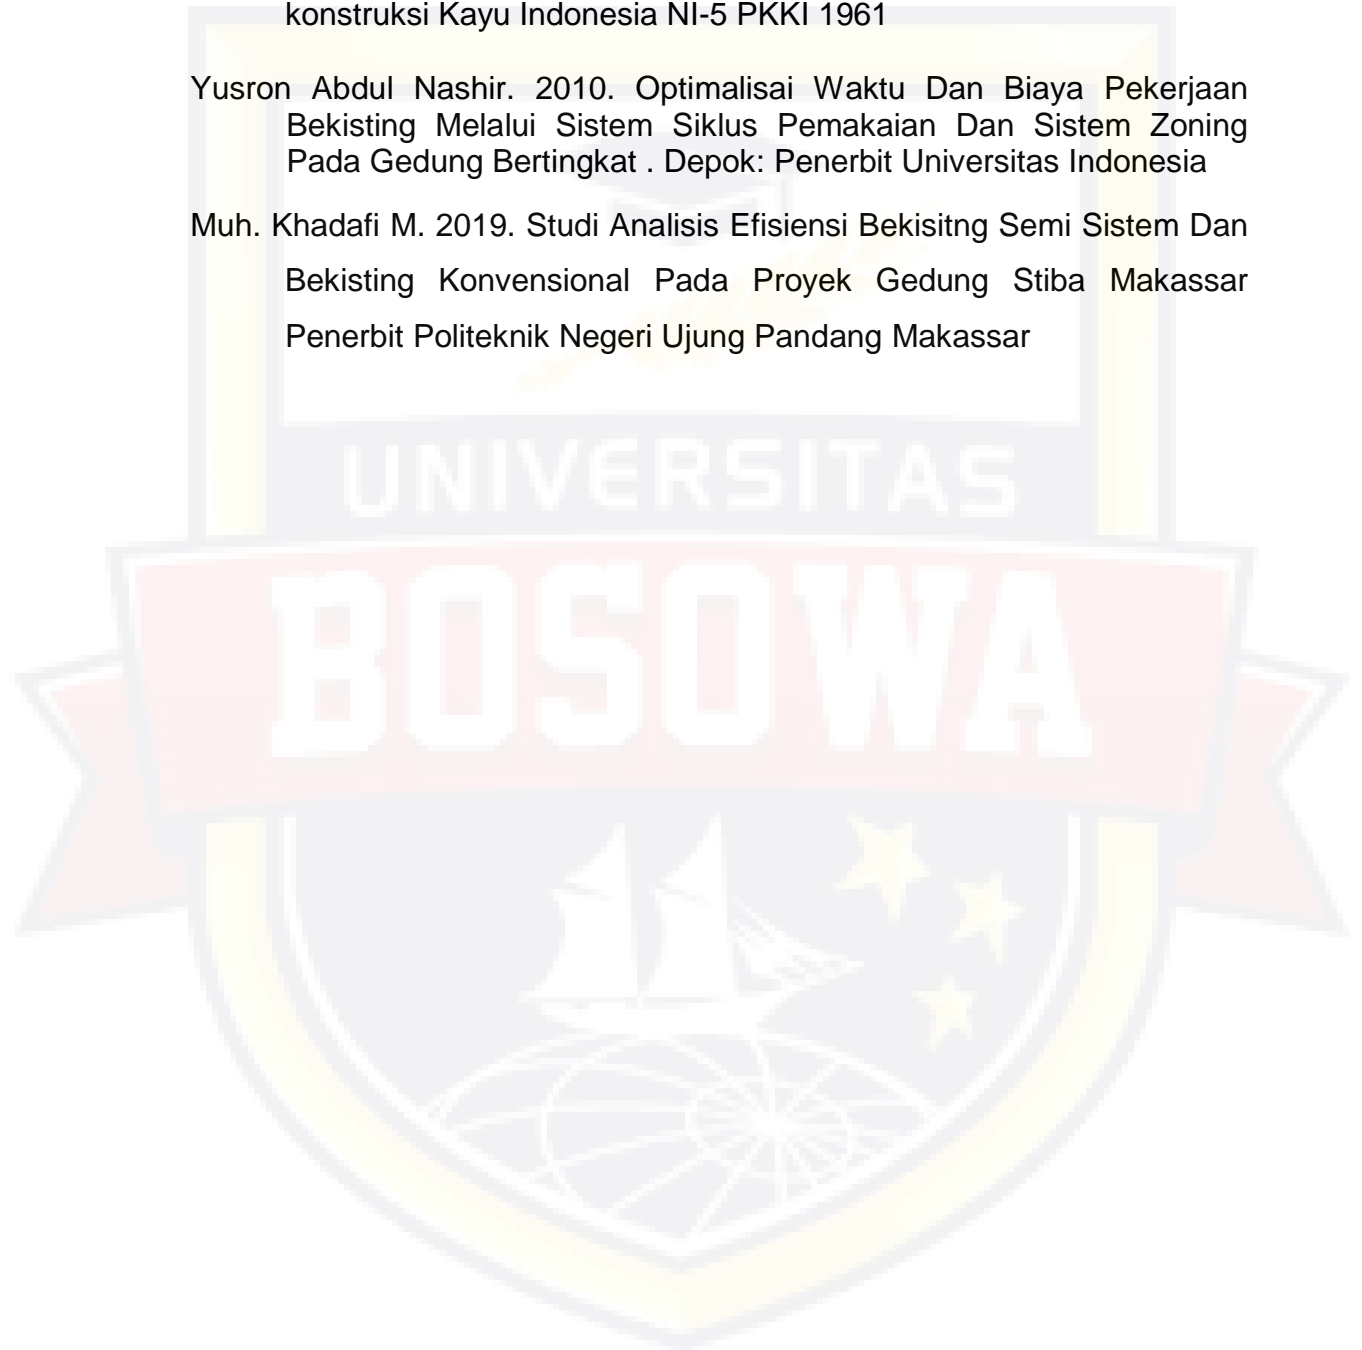 konstruksi Kayu Indonesia NI-5 PKKI 1961
Yusron Abdul Nashir. 2010. Optimalisai Waktu Dan Biaya Pekerjaan
Bekisting Melalui Sistem Siklus Pemakaian Dan Sistem Zoning
Pada Gedung Bertingkat . Depok: Penerbit Universitas Indonesia
Muh. Khadafi M. 2019. Studi Analisis Efisiensi Bekisitng Semi Sistem Dan
Bekisting Konvensional Pada Proyek Gedung Stiba Makassar
Penerbit Politeknik Negeri Ujung Pandang Makassar
UNIVERSITAS
BOSOWA